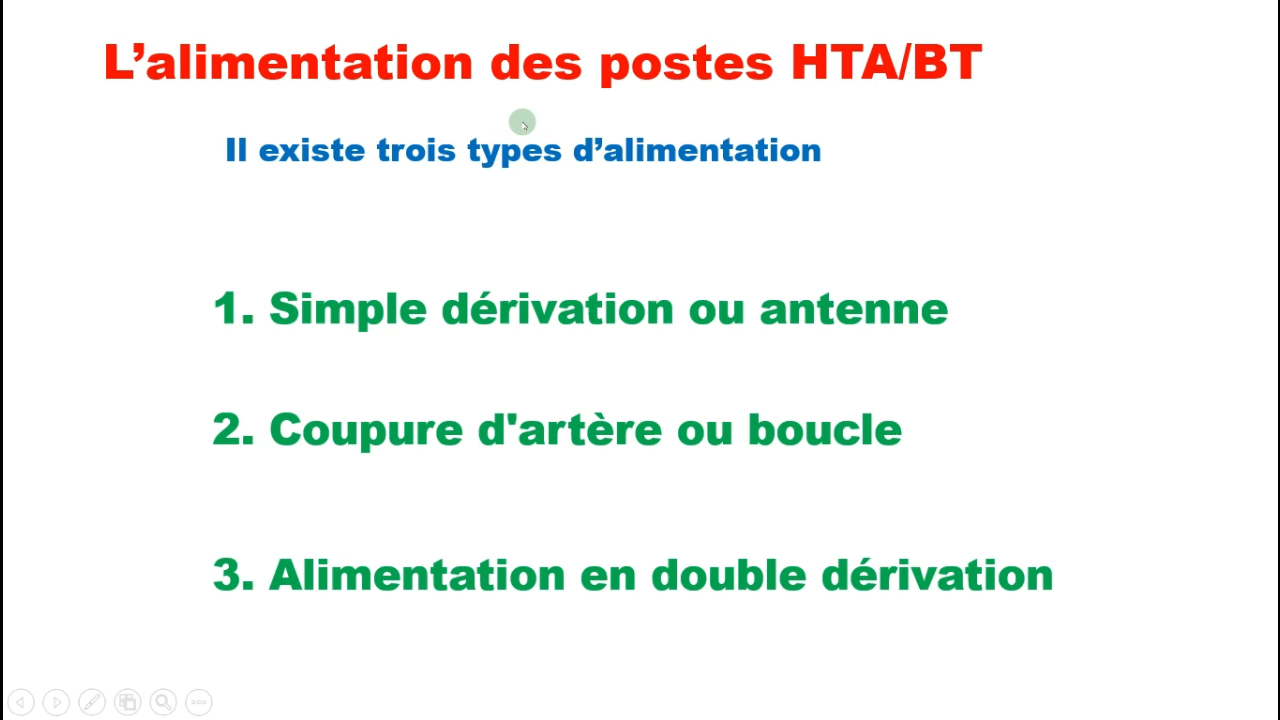 L’alimentation des postes HTA/BT
Il existe trois types d’alimentation
1. Simple dérivation ou antenne
2. Coupure d'artère ou boucle
3. Alimentation en double dérivation